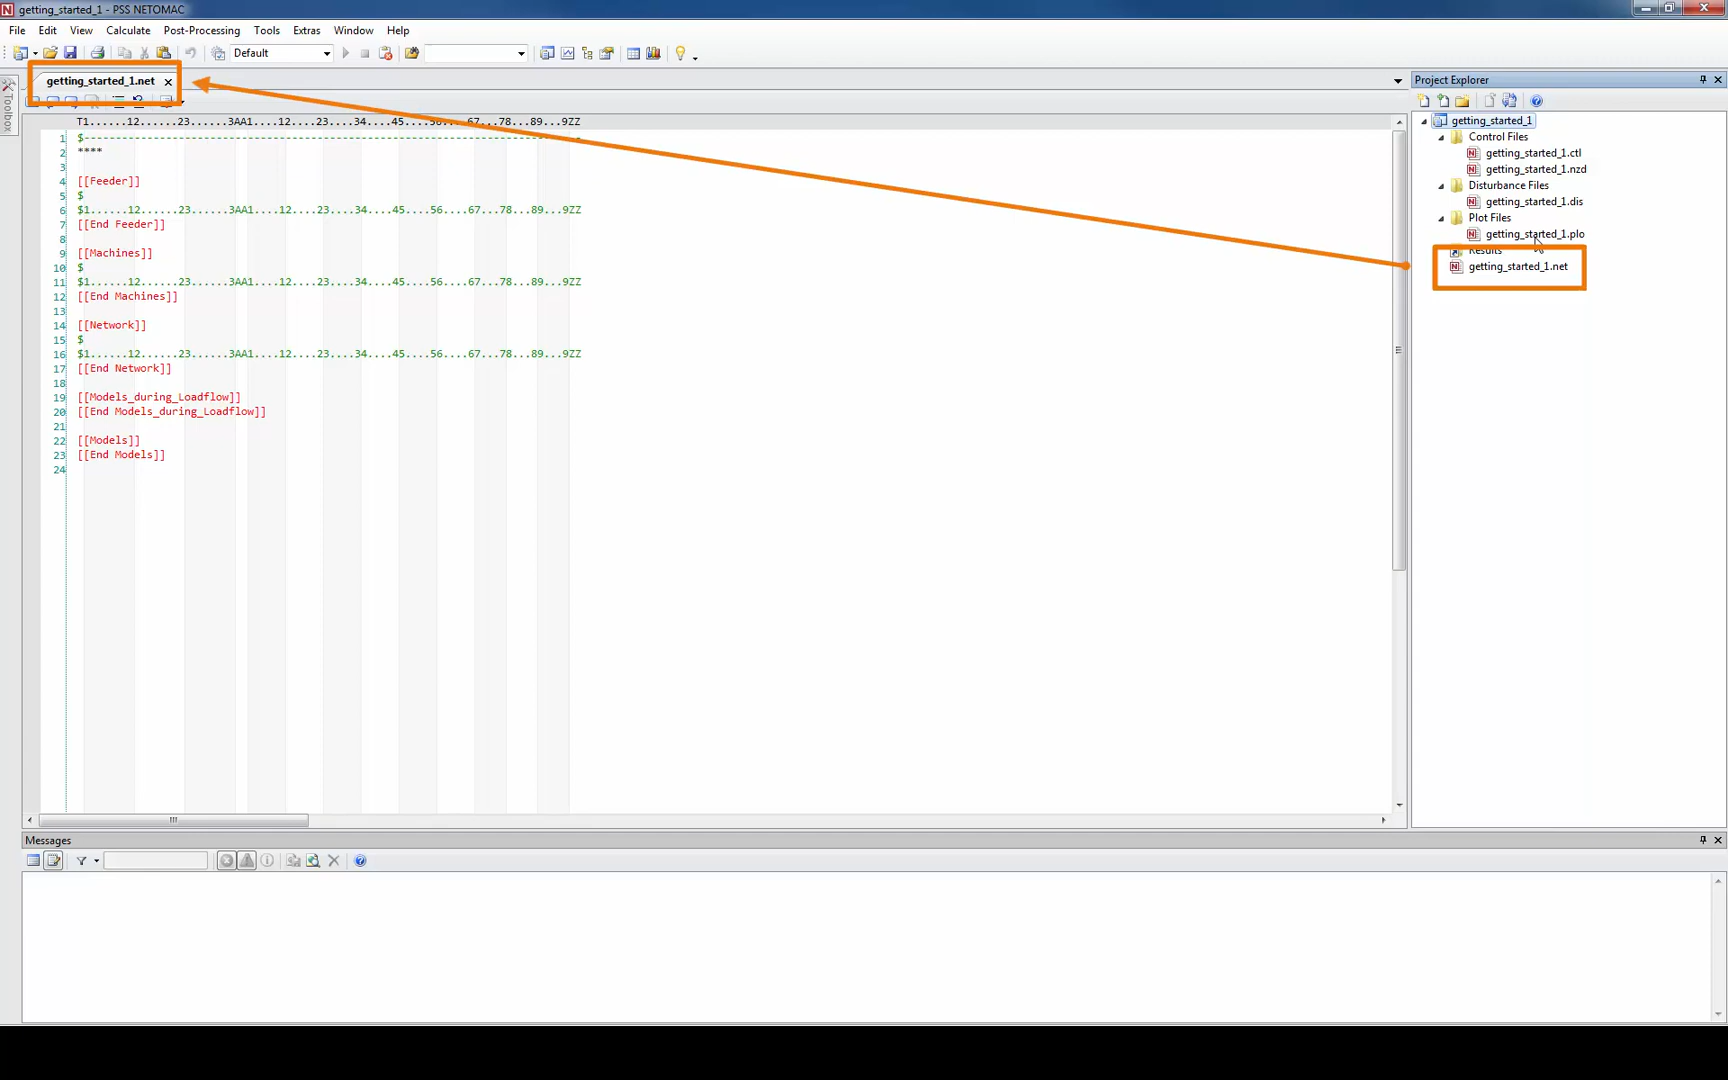 getting_started_1 - PSS NETOMAC
File Edit View Calculate Post-Processing Tools Extras Window Help
Default
getting_started_1.net
Toolbox
T1......12......23......3AA1....12....23....34....45....56....67...78...89...9ZZ
1 $-------------------------------------------------------------------------------
2 ****
3
4 [[Feeder]]
5 $
6 $1......12......23......3AA1....12....23....34....45....56....67...78...89...9ZZ
7 [[End Feeder]]
8
9 [[Machines]]
10 $
11 $1......12......23......3AA1....12....23....34....45....56....67...78...89...9ZZ
12 [[End Machines]]
13
14 [[Network]]
15 $
16 $1......12......23......3AA1....12....23....34....45....56....67...78...89...9ZZ
17 [[End Network]]
18
19 [[Models_during_Loadflow]]
20 [[End Models_during_Loadflow]]
21
22 [[Models]]
23 [[End Models]]
24
Project Explorer
getting_started_1
Control Files
getting_started_1.ctl
getting_started_1.nzd
Disturbance Files
getting_started_1.dis
Plot Files
getting_started_1.plo
Results
getting_started_1.net
Messages